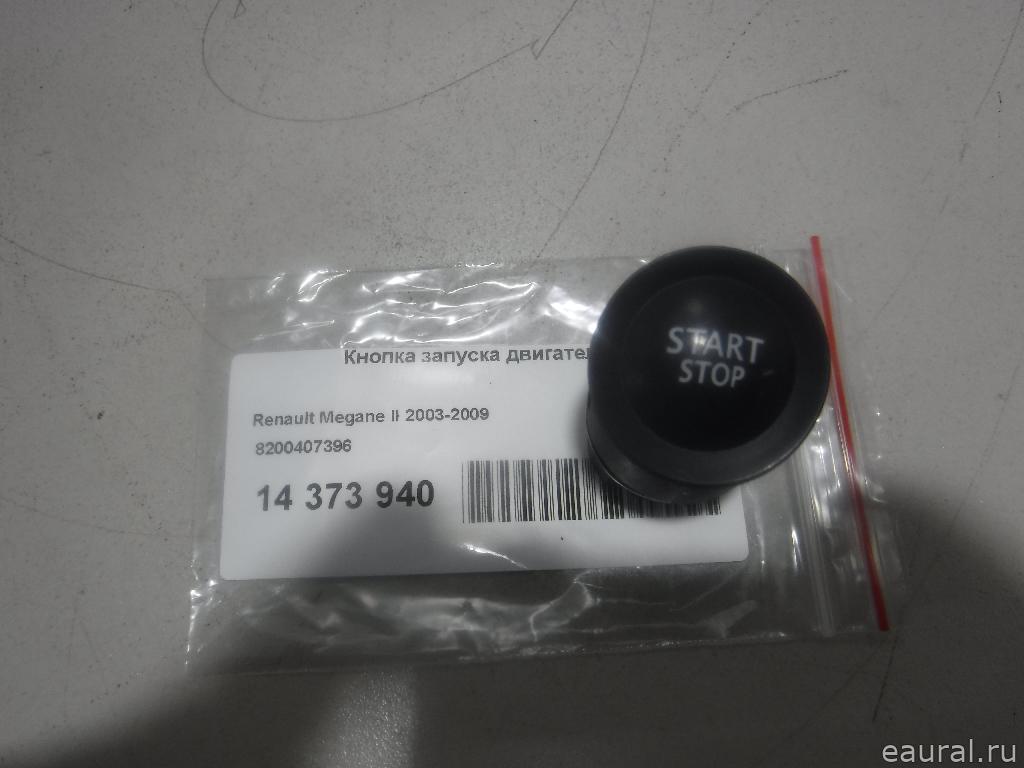 Кнопка запуска двигател
Renault Megane II 2003-2009
8200407396
14 373 940
START
STOP
eaural.ru